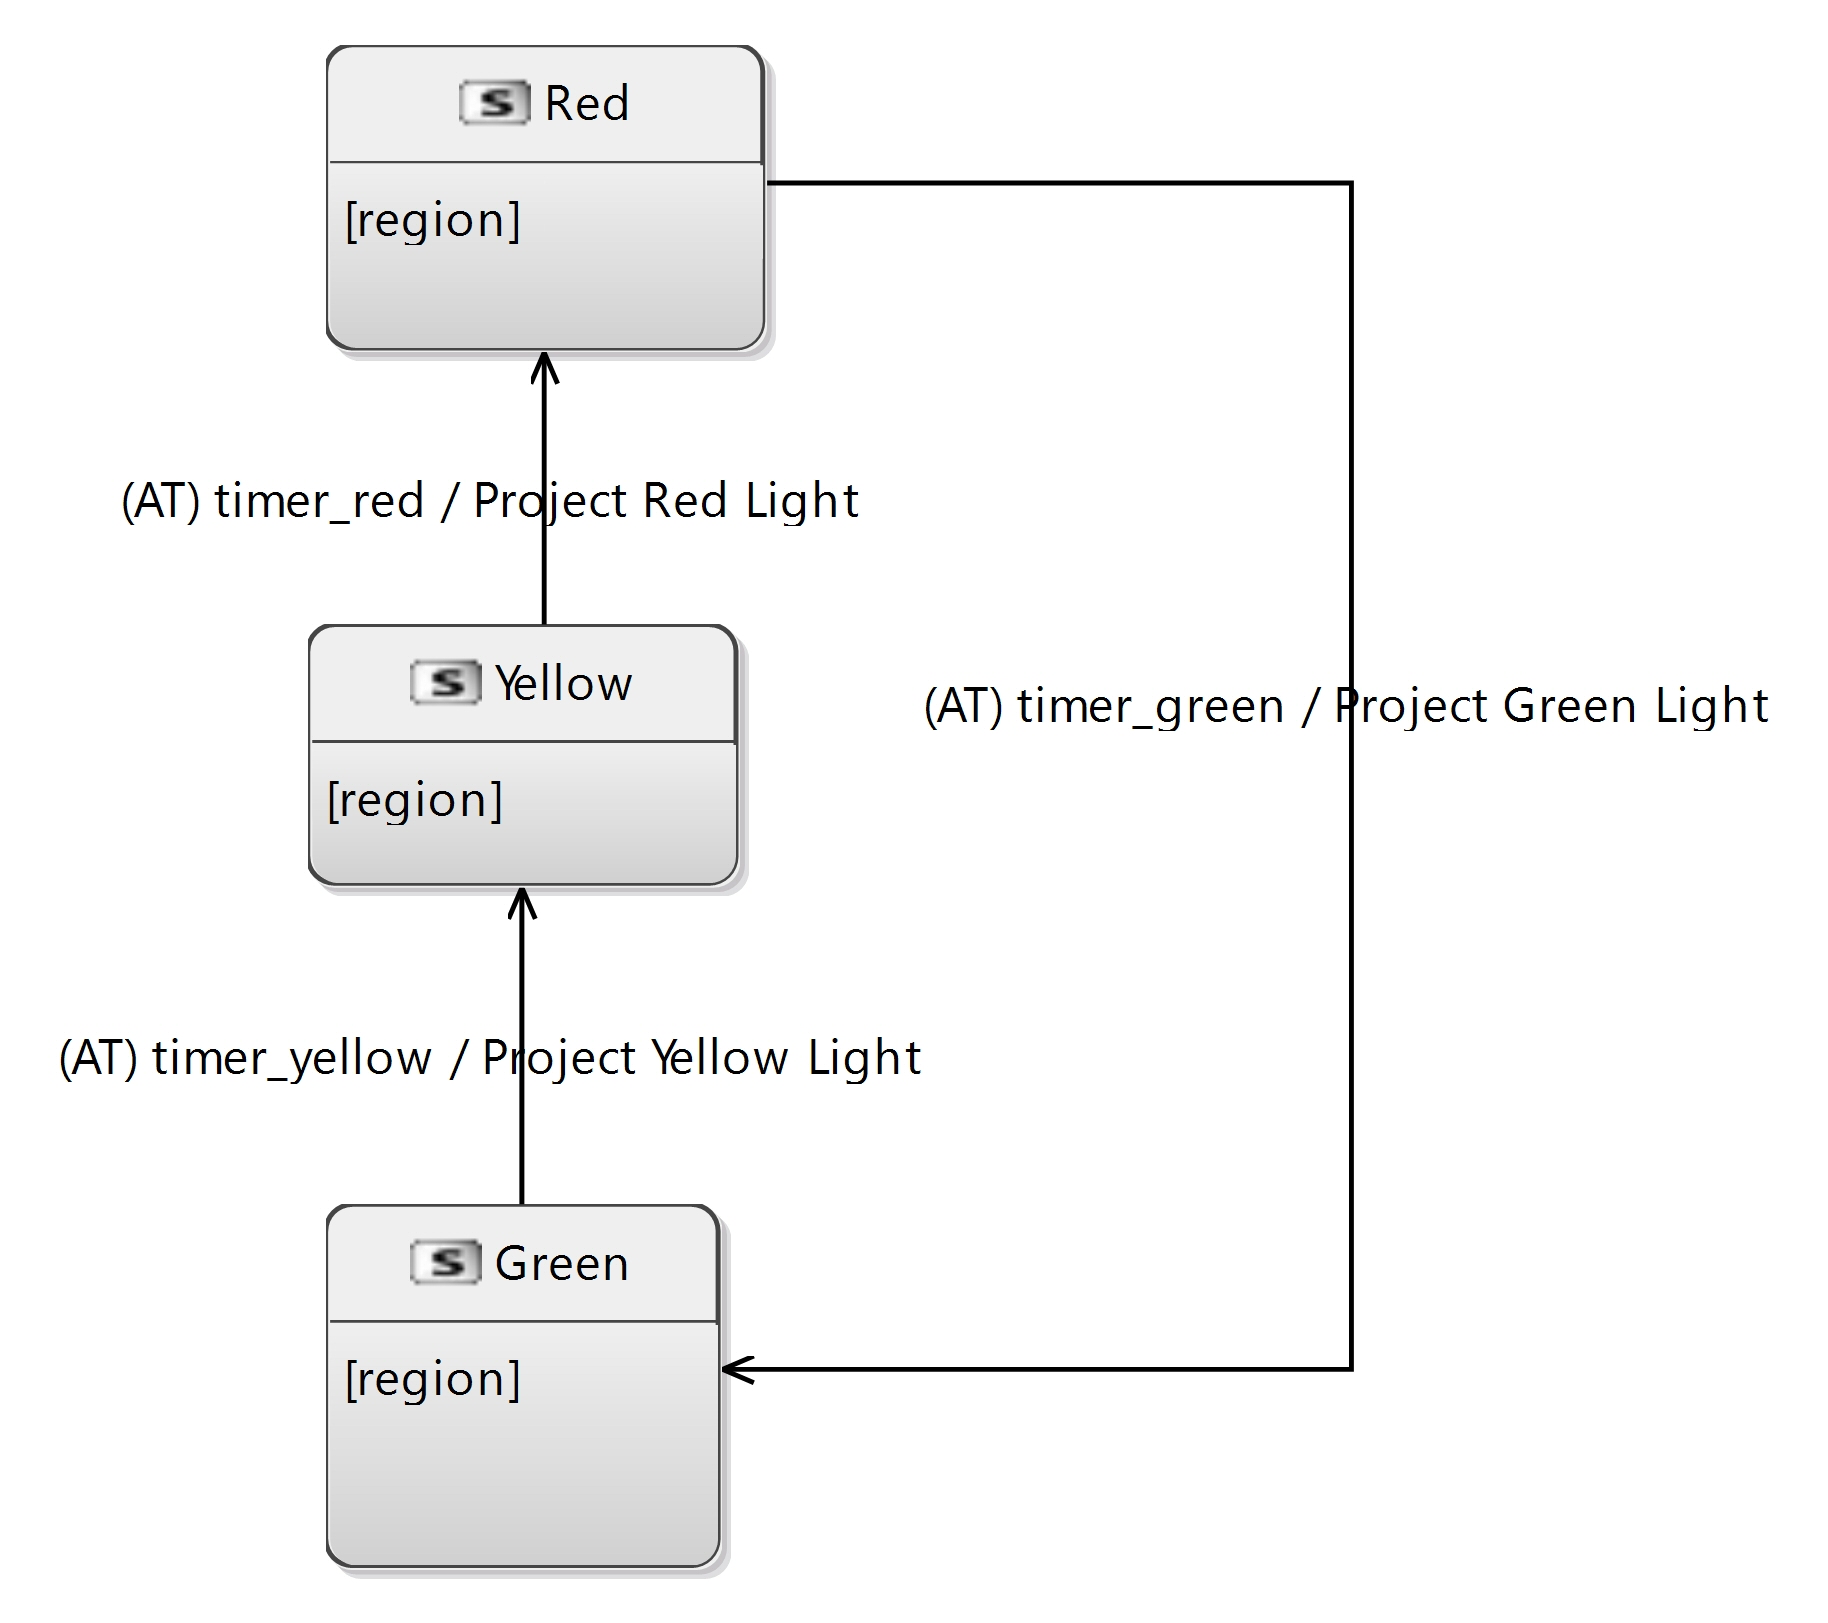 S Red
[region]
(AT) timer_red / Project Red Light
S Yellow
[region]
(AT) timer_green / Project Green Light
(AT) timer_yellow / Project Yellow Light
S Green
[region]